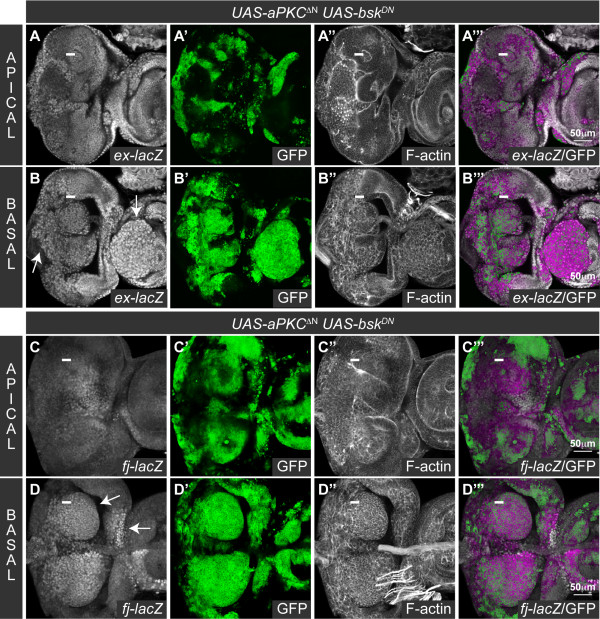 UAS-aPKC^ΔN UAS-bsk^DN
APICAL
A
ex-lacZ
A'
GFP
A''
F-actin
A'''
50µm
ex-lacZ/GFP
BASAL
B
ex-lacZ
B'
GFP
B''
F-actin
B'''
50µm
ex-lacZ/GFP
UAS-aPKC^ΔN UAS-bsk^DN
APICAL
C
fj-lacZ
C'
GFP
C''
F-actin
C'''
50µm
fj-lacZ/GFP
BASAL
D
fj-lacZ
D'
GFP
D''
F-actin
D'''
50µm
fj-lacZ/GFP